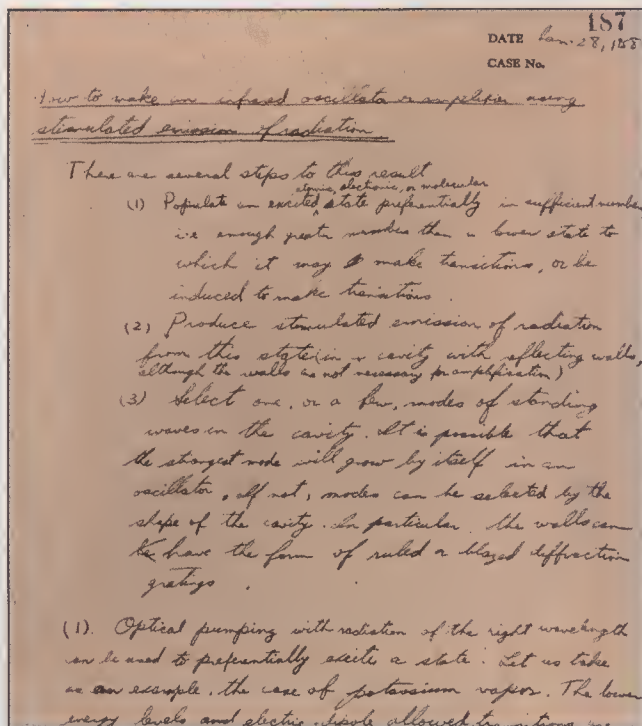 187
DATE Jan. 28, 1958
CASE No.
How to make an infrared oscillator or amplifier using
stimulated emission of radiation
There are several steps to this result
atomic, electronic, or molecular
(1) Populate an excited state preferentially in sufficient number
i.e enough greater number than a lower state to
which it may make transitions, or be
induced to make transitions.
(2) Produce stimulated emission of radiation
from this state (in a cavity with reflecting walls,
although the walls are not necessary for amplification)
(3) Select one, or a few, modes of standing
waves in the cavity. It is possible that
the strongest mode will grow by itself in an
oscillator. If not, modes can be selected by the
shape of the cavity. In particular, the walls can
have the form of ruled or blazed diffraction
gratings.
(1). Optical pumping with radiation of the right wavelength
can be used to preferentially excite a state. Let us take
as an example, the case of potassium vapor. The lower
energy levels and electric dipole allowed transitions are